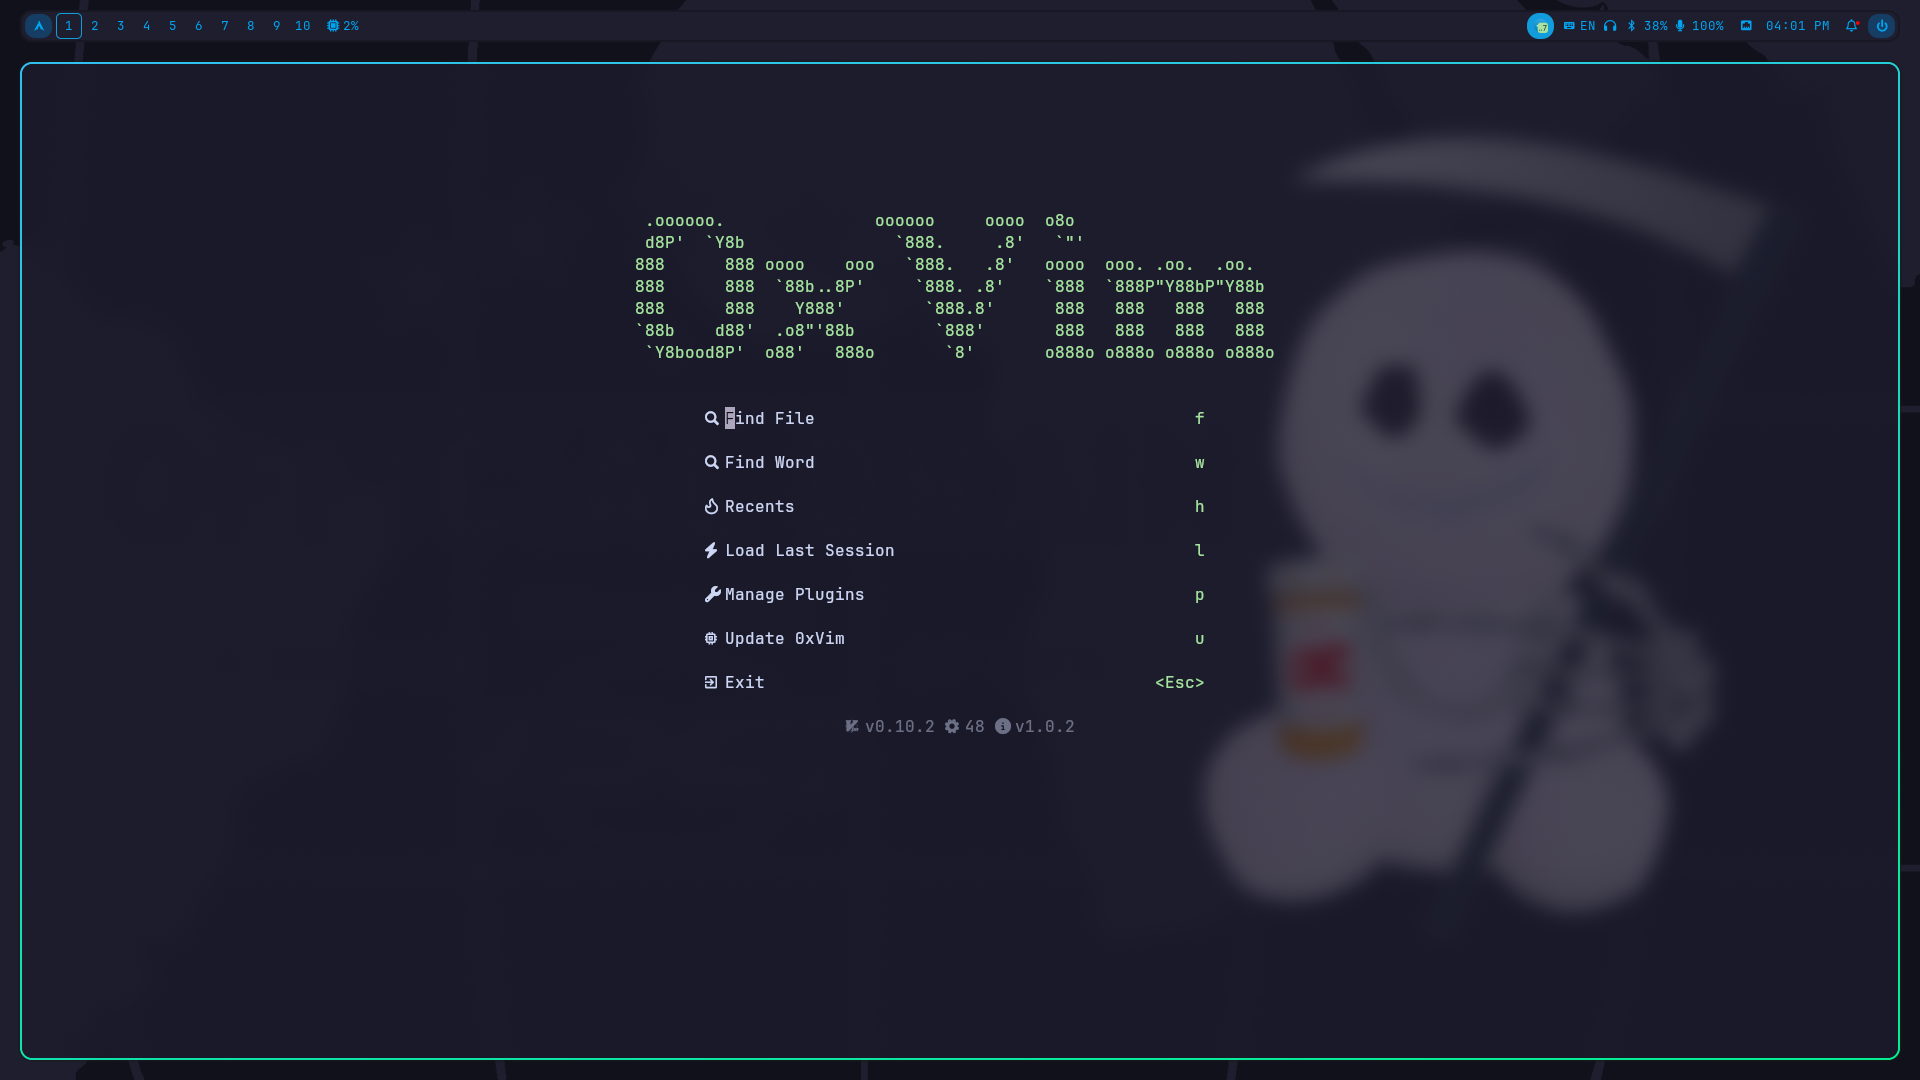 1 2 3 4 5 6 7 8 9 10 2% EN 38% 100% 04:01 PM
 .oooooo.               oooooo     oooo  o8o
 d8P'  `Y8b               `888.     .8'   `"'
888      888 oooo    ooo   `888.   .8'   oooo  ooo. .oo.  .oo.
888      888  `88b..8P'     `888. .8'    `888  `888P"Y88bP"Y88b
888      888    Y888'        `888.8'      888   888   888   888
`88b    d88'  .o8"'88b        `888'       888   888   888   888
 `Y8bood8P'  o88'   888o       `8'       o888o o888o o888o o888o
Find File f
Find Word w
Recents h
Load Last Session l
Manage Plugins p
Update 0xVim u
Exit <Esc>
v0.10.2 48 v1.0.2